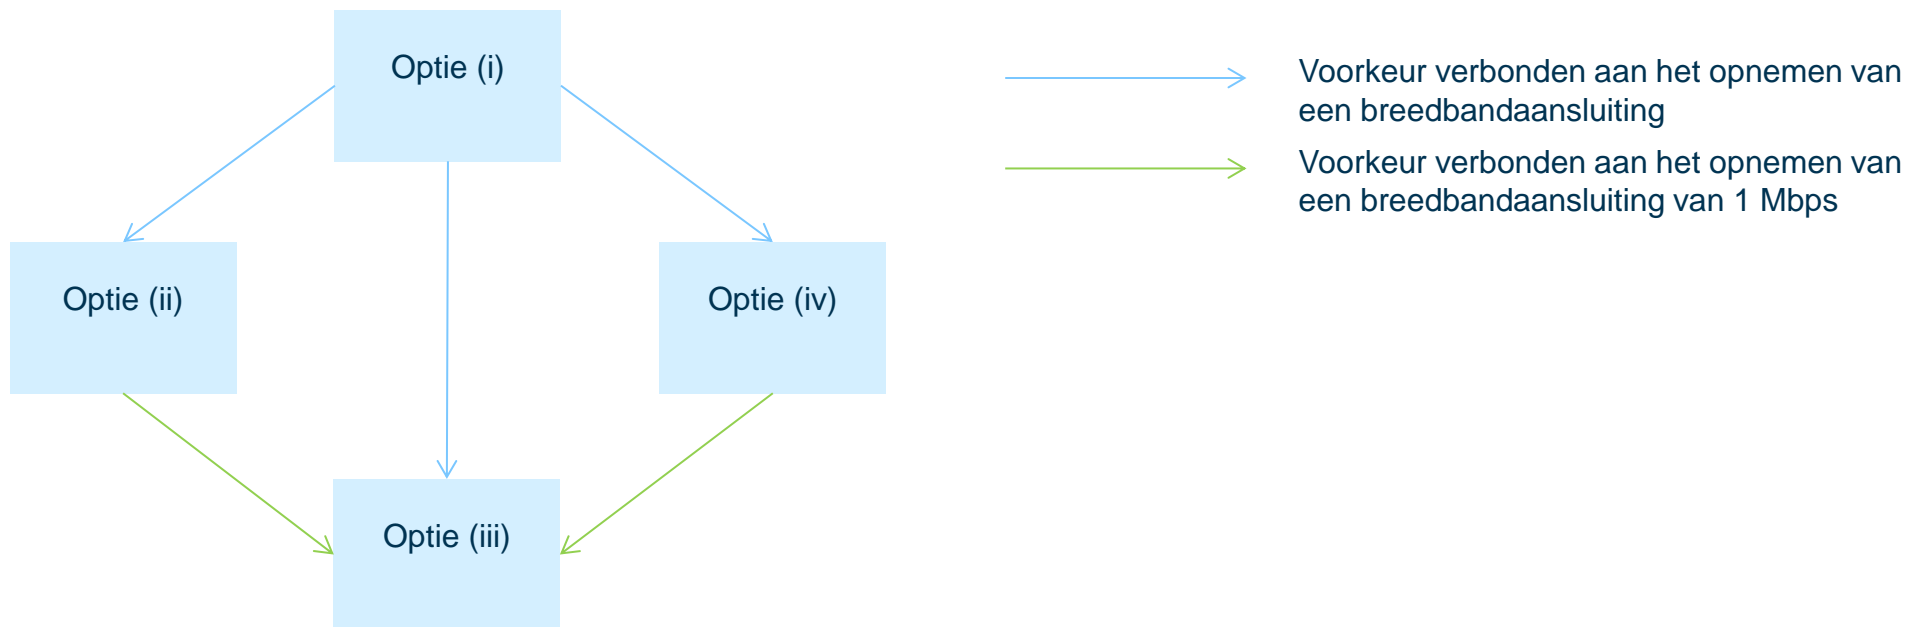 Optie (i)
Voorkeur verbonden aan het opnemen van
een breedbandaansluiting
Voorkeur verbonden aan het opnemen van
een breedbandaansluiting van 1 Mbps
Optie (ii)
Optie (iv)
Optie (iii)